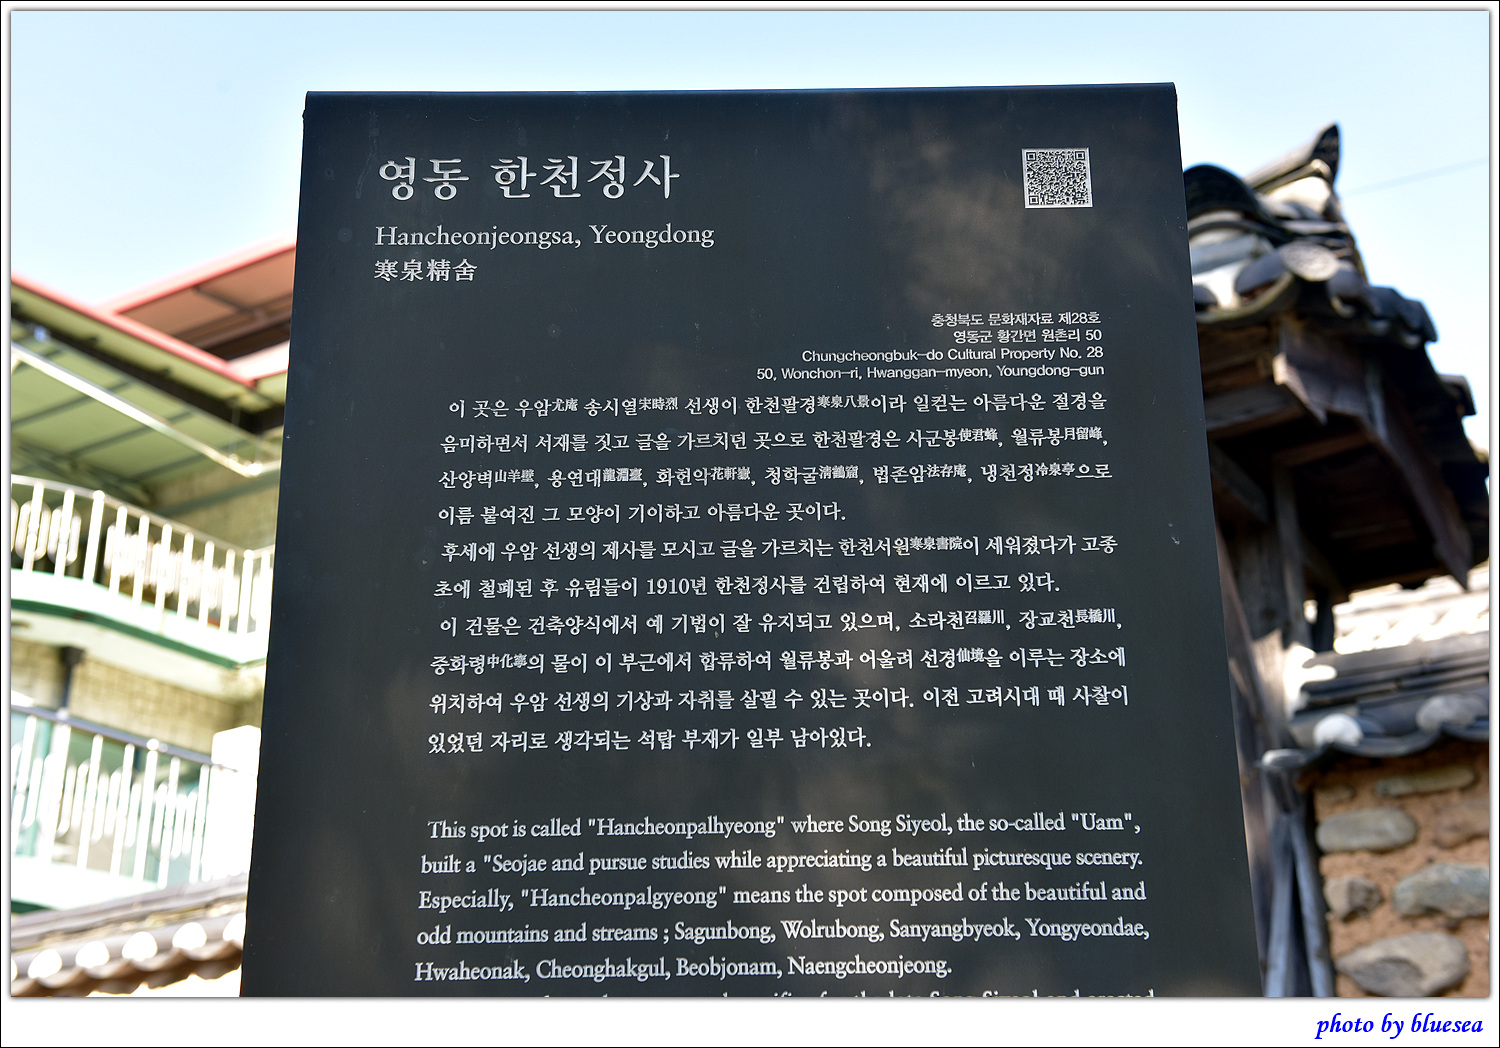 영동 한천정사
Hancheonjeongsa, Yeongdong
寒泉精舍
충청북도 문화재자료 제28호
영동군 황간면 원촌리 50
Chungcheongbuk-do Cultural Property No. 28
50, Wonchon-ri, Hwanggan-myeon, Youngdong-gun
이 곳은 우암尤庵 송시열宋時烈 선생이 한천팔경寒泉八景이라 일컫는 아름다운 절경을
음미하면서 서재를 짓고 글을 가르치던 곳으로 한천팔경은 사군봉使君峰, 월류봉月留峰,
산양벽山羊壁, 용연대龍淵臺, 화헌악花軒嶽, 청학굴淸鶴窟, 법존암法存庵, 냉천정冷泉亭으로
이름 붙여진 그 모양이 기이하고 아름다운 곳이다.
후세에 우암 선생의 제사를 모시고 글을 가르치는 한천서원寒泉書院이 세워졌다가 고종
초에 철폐된 후 유림들이 1910년 한천정사를 건립하여 현재에 이르고 있다.
이 건물은 건축양식에서 예 기법이 잘 유지되고 있으며, 소라천召羅川, 장교천長橋川,
중화령의 물이 이 부근에서 합류하여 월류봉과 어울려 선경仙境을 이루는 장소에
위치하여 우암 선생의 기상과 자취를 살필 수 있는 곳이다. 이전 고려시대 때 사찰이
있었던 자리로 생각되는 석탑 부재가 일부 남아있다.
This spot is called "Hancheonpalhyeong" where Song Siyeol, the so-called "Uam",
built a "Seojae and pursue studies while appreciating a beautiful picturesque scenery.
Especially, "Hancheonpalgyeong" means the spot composed of the beautiful and
odd mountains and streams ; Sagunbong, Wolrubong, Sanyangbyeok, Yongyeondae,
Hwaheonak, Cheonghakgul, Beobjonam, Naengcheonjeong.
photo by bluesea